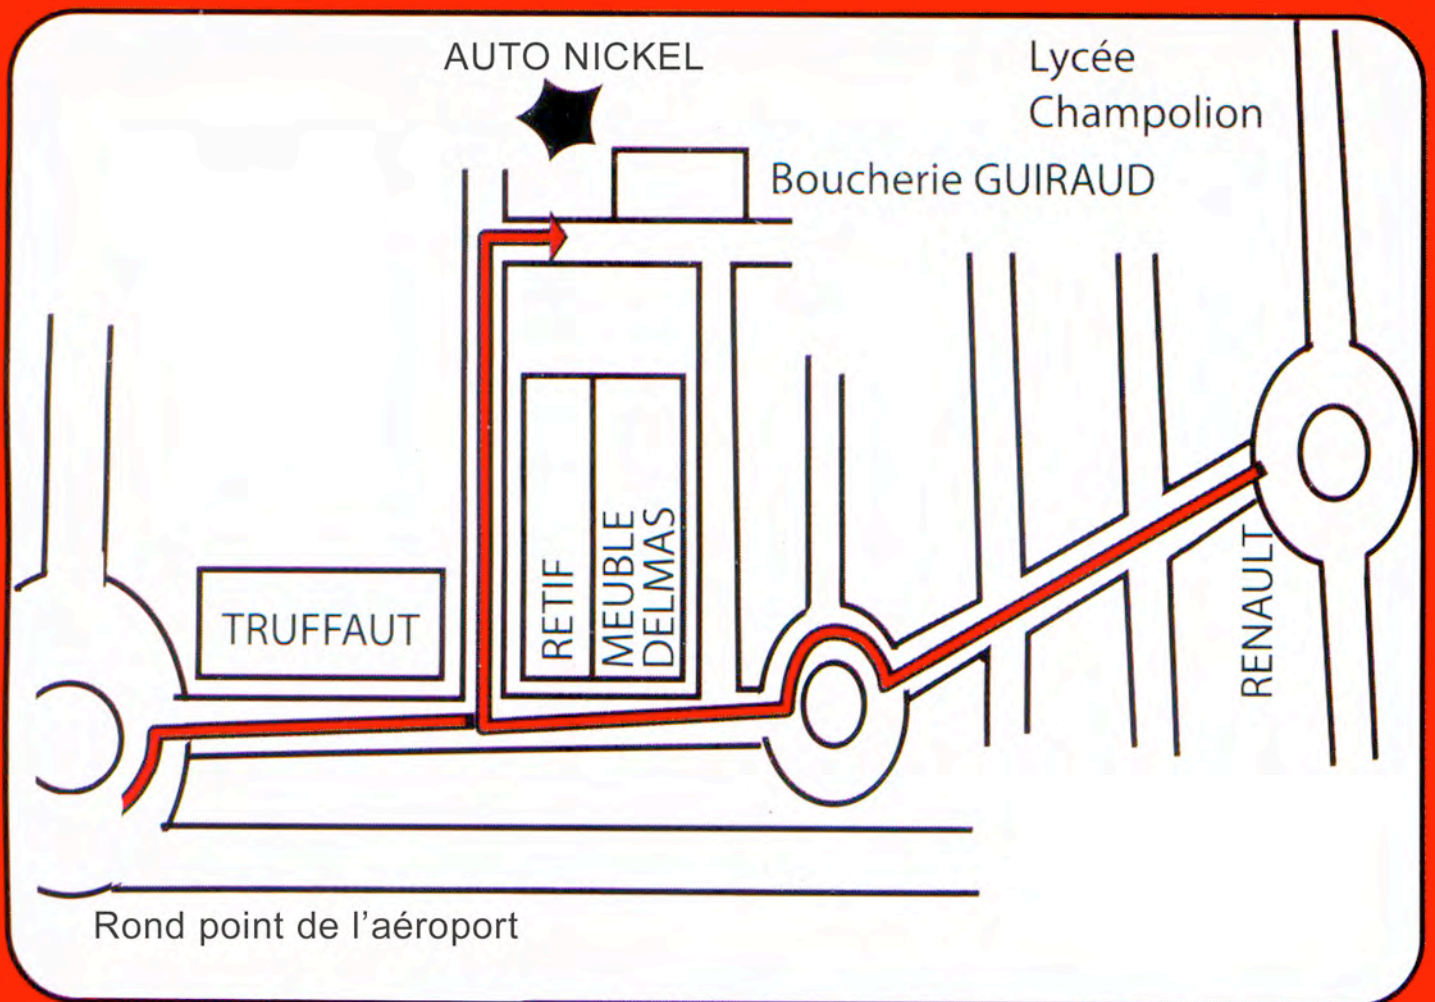 AUTO NICKEL
Lycée
Champolion
Boucherie GUIRAUD
TRUFFAUT
RETIF
MEUBLE
DELMAS
RENAULT
Rond point de l'aéroport